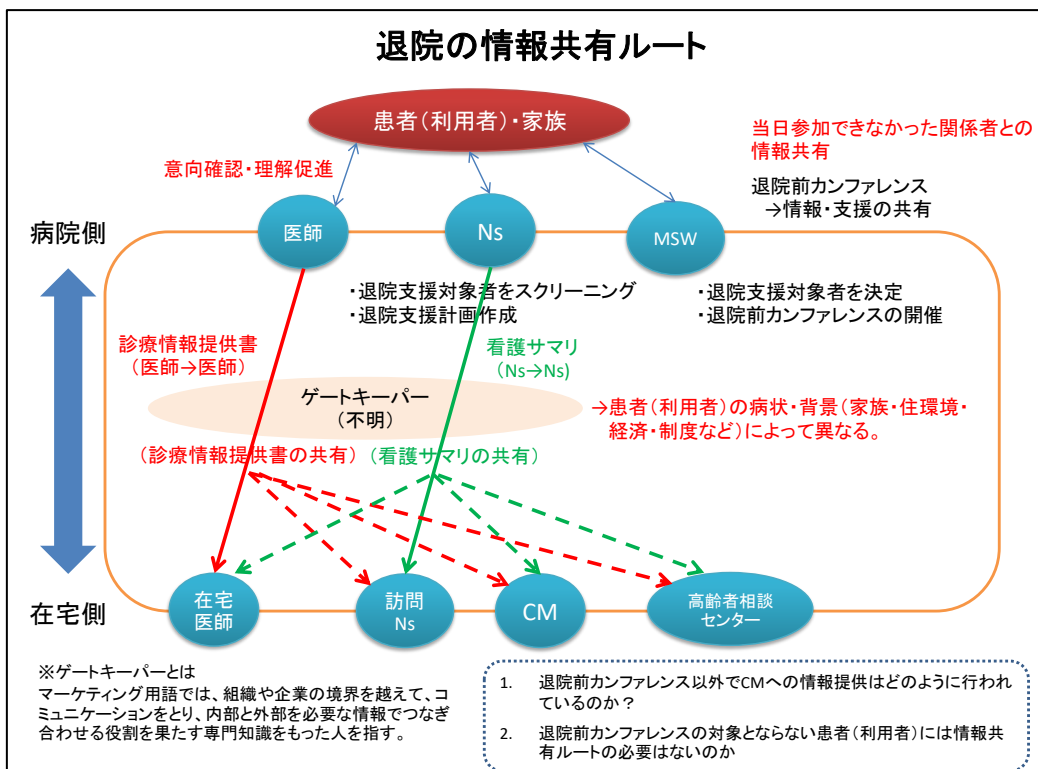 退院の情報共有ルート
患者(利用者)・家族
当日参加できなかった関係者との
情報共有
意向確認・理解促進
退院前カンファレンス
→情報・支援の共有
病院側
医師
Ns
MSW
・退院支援対象者をスクリーニング
・退院支援計画作成
・退院支援対象者を決定
・退院前カンファレンスの開催
診療情報提供書
(医師→医師)
看護サマリ
(Ns→Ns)
ゲートキーパー
(不明)
→患者(利用者)の病状・背景(家族・住環境・
経済・制度など)によって異なる。
(診療情報提供書の共有)
(看護サマリの共有)
在宅側
在宅
医師
訪問
Ns
CM
高齢者相談
センター
※ゲートキーパーとは
マーケティング用語では、組織や企業の境界を越えて、コ
ミュニケーションをとり、内部と外部を必要な情報でつなぎ
合わせる役割を果たす専門知識をもった人を指す。
1. 退院前カンファレンス以外でCMへの情報提供はどのように行われ
ているのか?
2. 退院前カンファレンスの対象とならない患者(利用者)には情報共
有ルートの必要はないのか